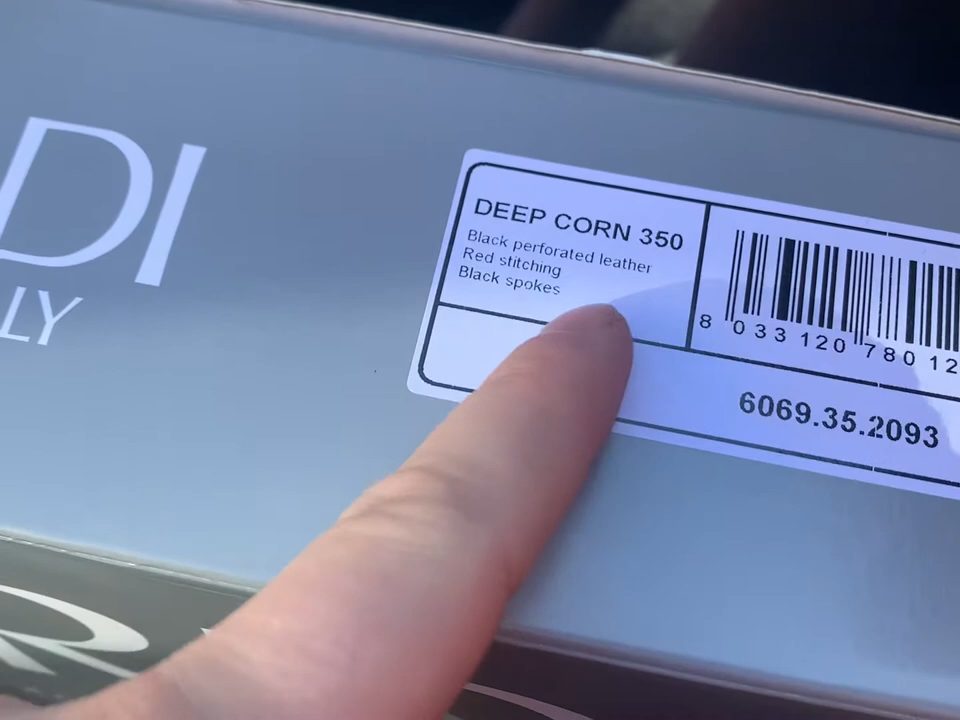 DI
LY
DEEP CORN 350
Black perforated leather
Red stitching
Black spokes
8 033120 78012
6069.35.2093
R